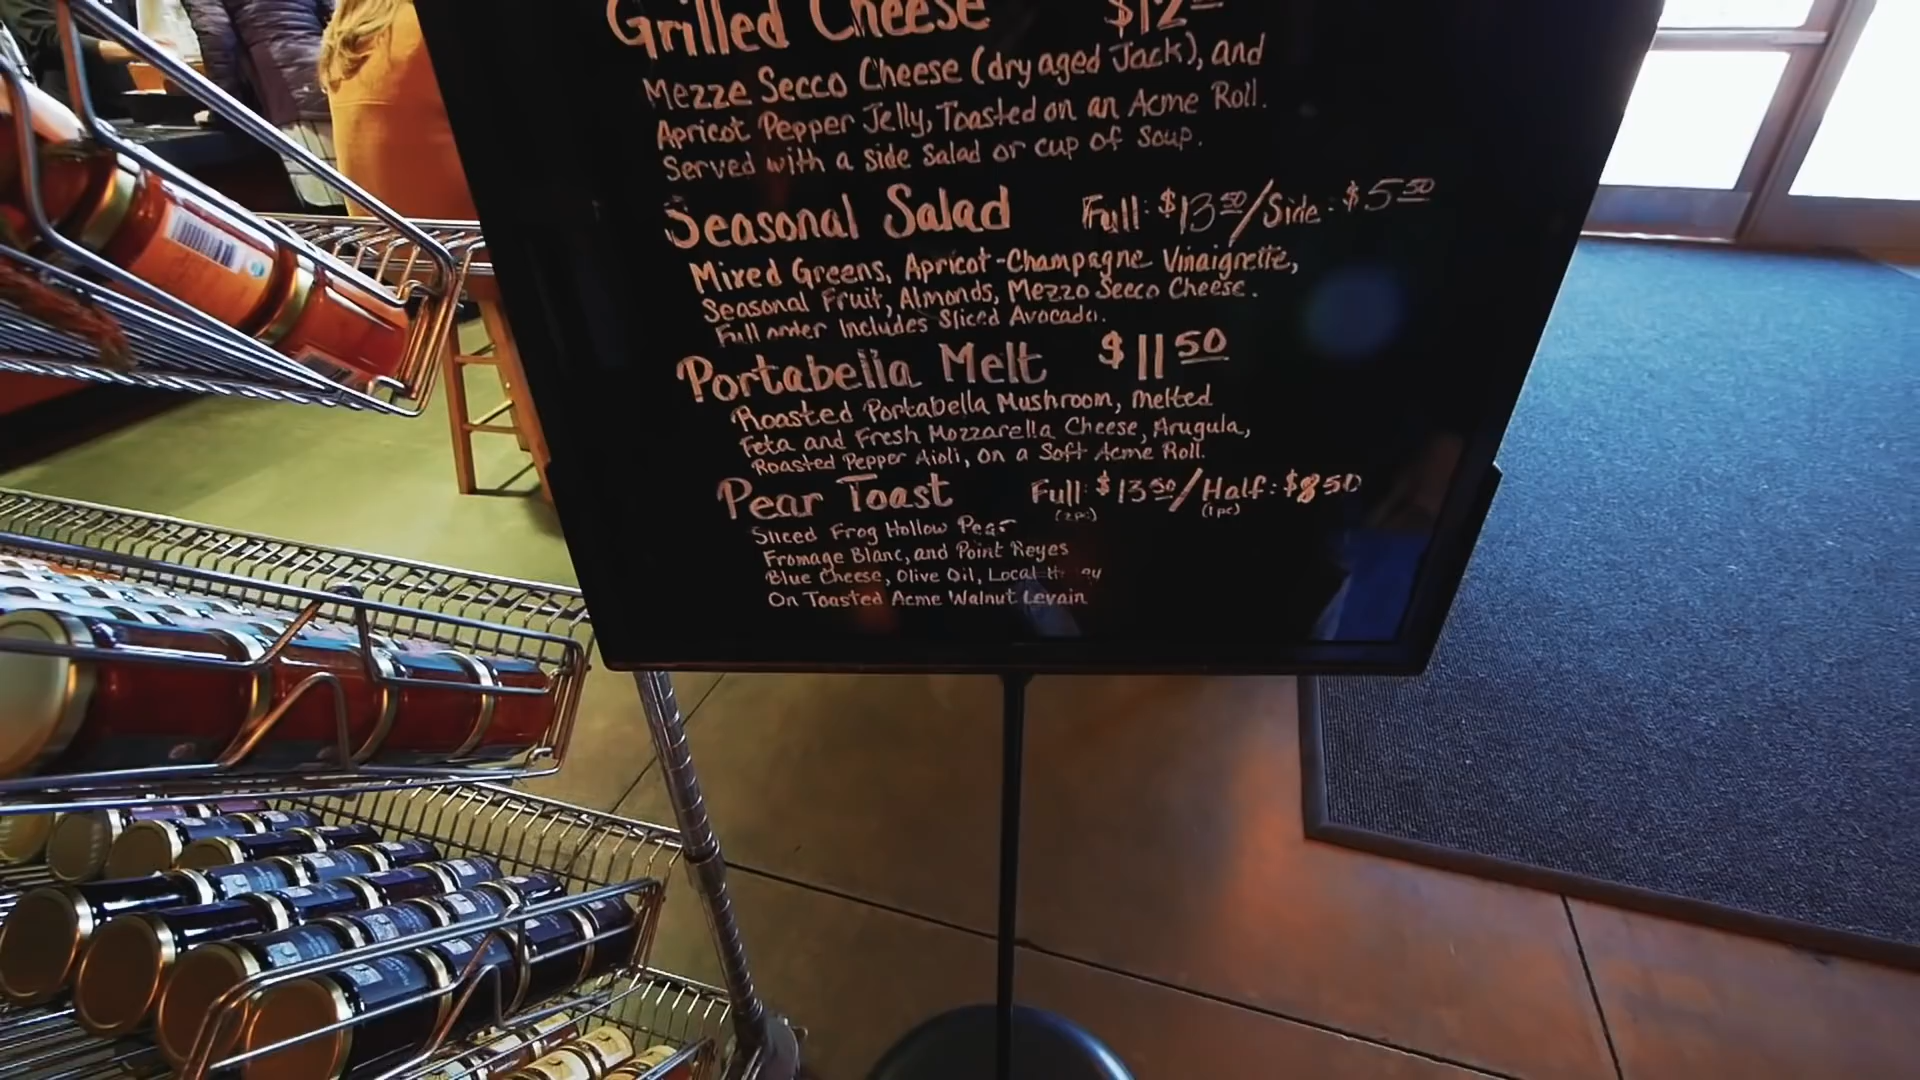 Grilled Cheese
Mezze Secco Cheese (dry aged Jack), and
Apricot Pepper Jelly, Toasted on an Acme Roll.
Served with a side Salad or cup of Soup.
Seasonal Salad Full: $13 50/Side: $5 50
Mixed Greens, Apricot-Champagne Vinaigrette,
Seasonal Fruit, Almonds, Mezzo Secco Cheese.
Full order Includes Sliced Avocado.
Portabella Melt $11 50
Roasted Portabella Mushroom, melted
Feta and Fresh Mozzarella Cheese, Arugula,
Roasted Pepper Aioli, on a Soft Acme Roll.
Pear Toast Full: $13 50/Half: $8 50
(2pc) (1pc)
Sliced Frog Hollow Pear
Fromage Blanc, and Point Reyes
Blue Cheese, Olive Oil, Local
On Toasted Acme Walnut Levain